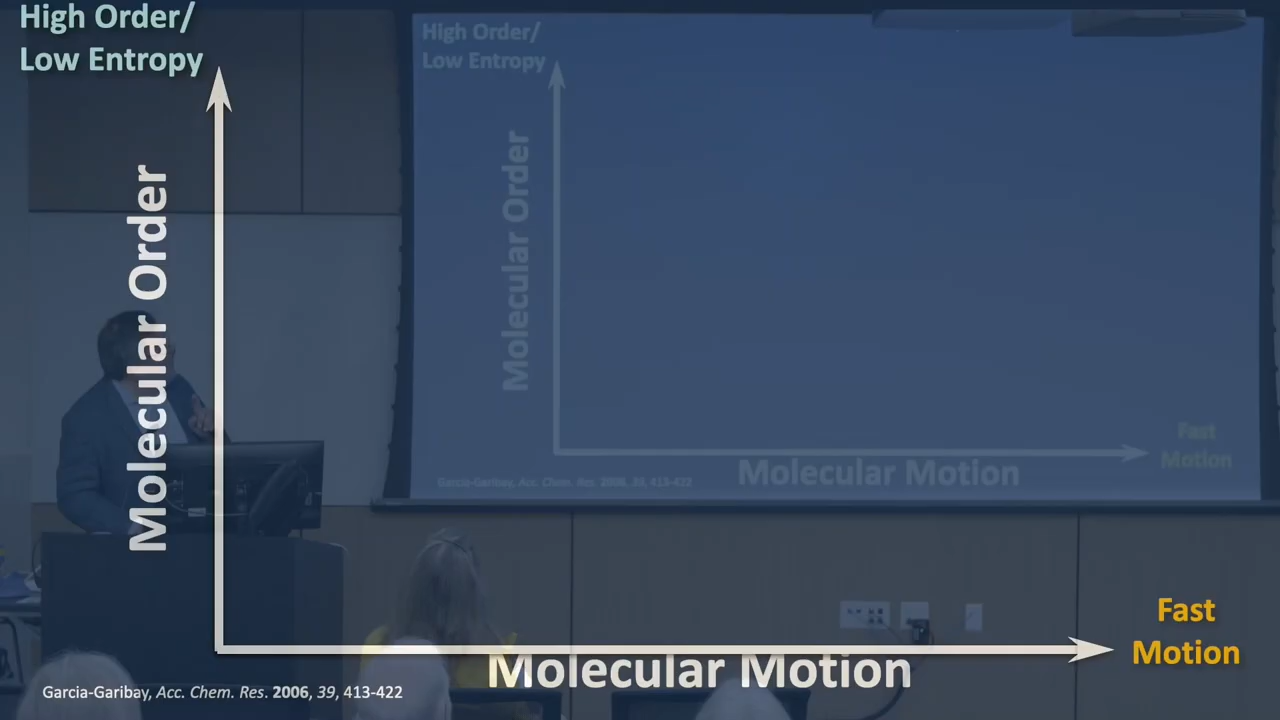 High Order/
Low Entropy
Molecular Order
Fast
Motion
Molecular Motion
Garcia-Garibay, Acc. Chem. Res. 2006, 39, 413-422
High Order/
Low Entropy
Molecular Order
Fast
Motion
Molecular Motion
Garcia-Garibay, Acc. Chem. Res. 2006, 39, 413-422